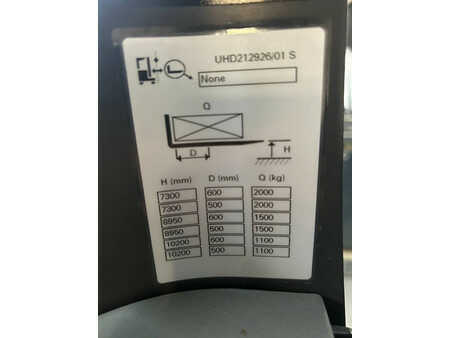 UHD212926/01 S
None
Q
D
H
H (mm) D (mm) Q (kg)
7300 600 2000
7300 500 2000
8950 600 1500
8950 500 1500
10200 600 1100
10200 500 1100